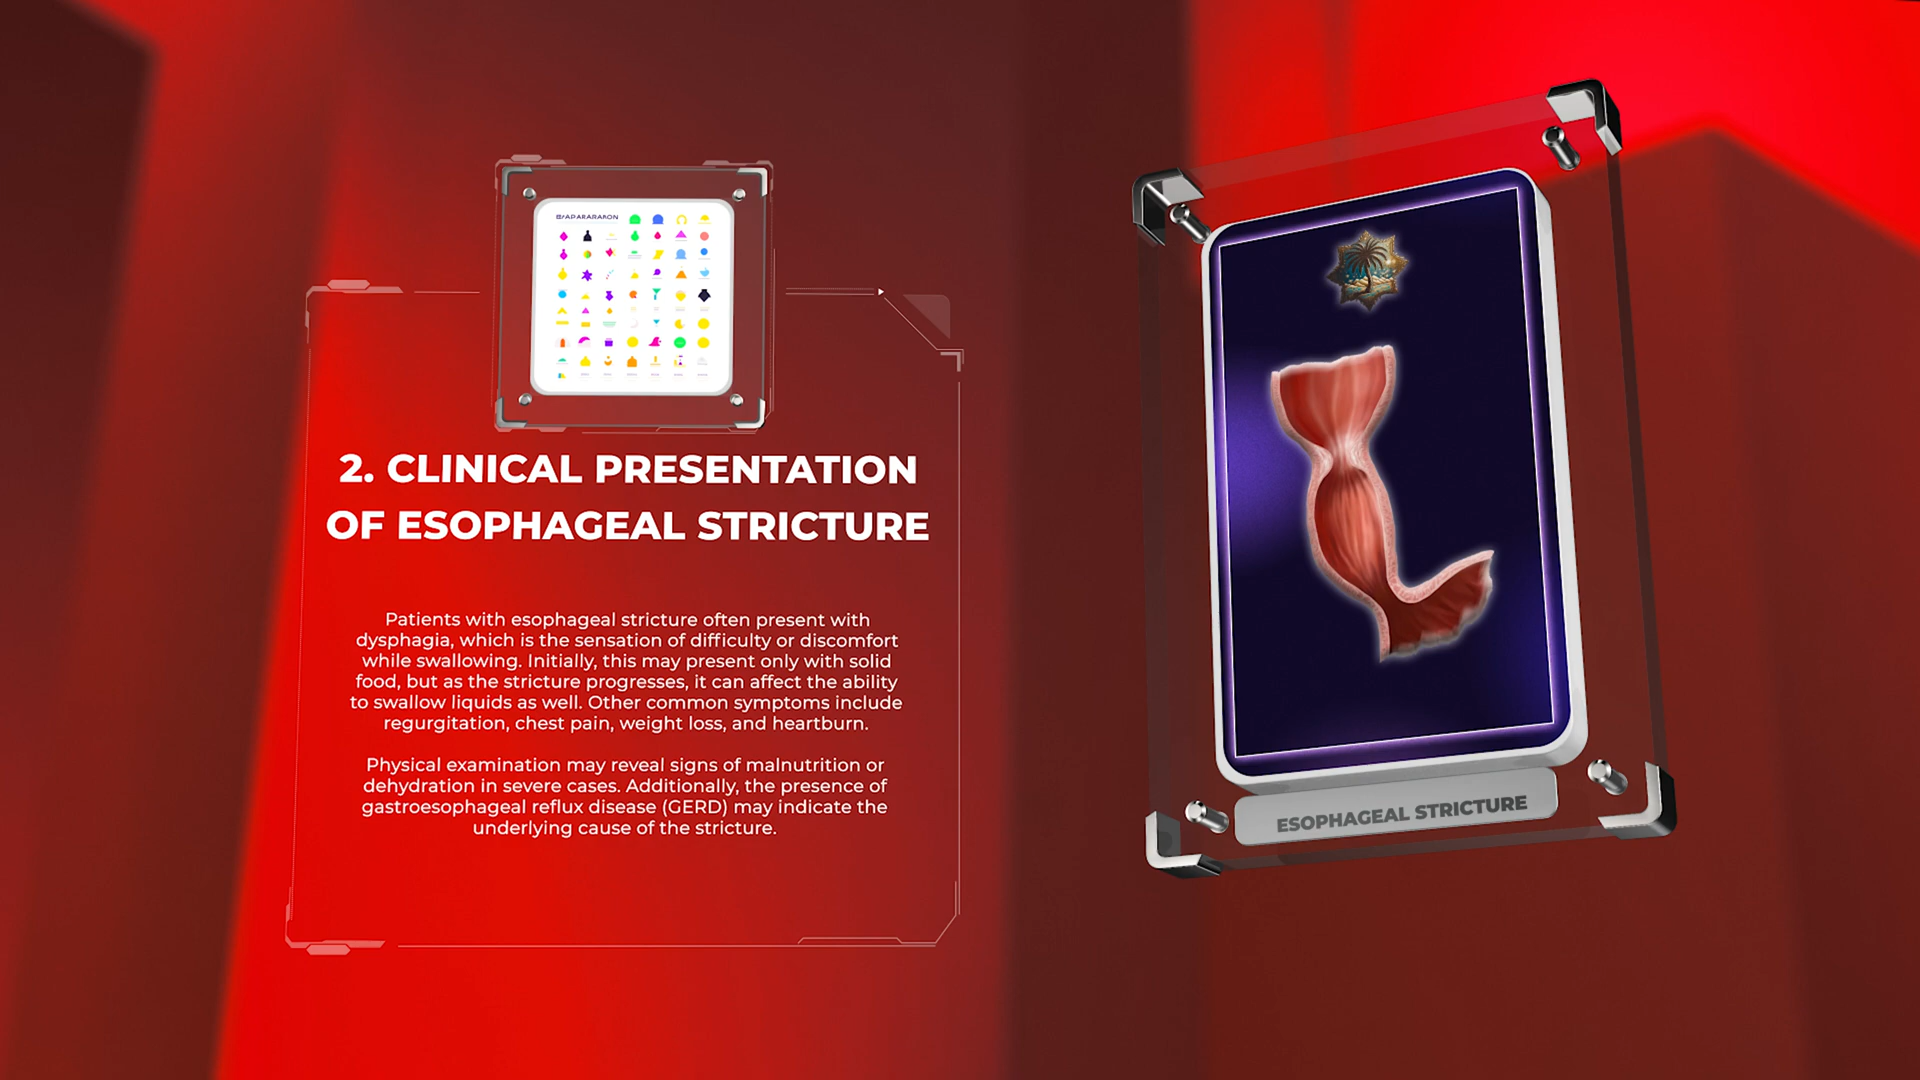 2. CLINICAL PRESENTATION
OF ESOPHAGEAL STRICTURE
Patients with esophageal stricture often present with
dysphagia, which is the sensation of difficulty or discomfort
while swallowing. Initially, this may present only with solid
food, but as the stricture progresses, it can affect the ability
to swallow liquids as well. Other common symptoms include
regurgitation, chest pain, weight loss, and heartburn.
Physical examination may reveal signs of malnutrition or
dehydration in severe cases. Additionally, the presence of
gastroesophageal reflux disease (GERD) may indicate the
underlying cause of the stricture.
ESOPHAGEAL STRICTURE